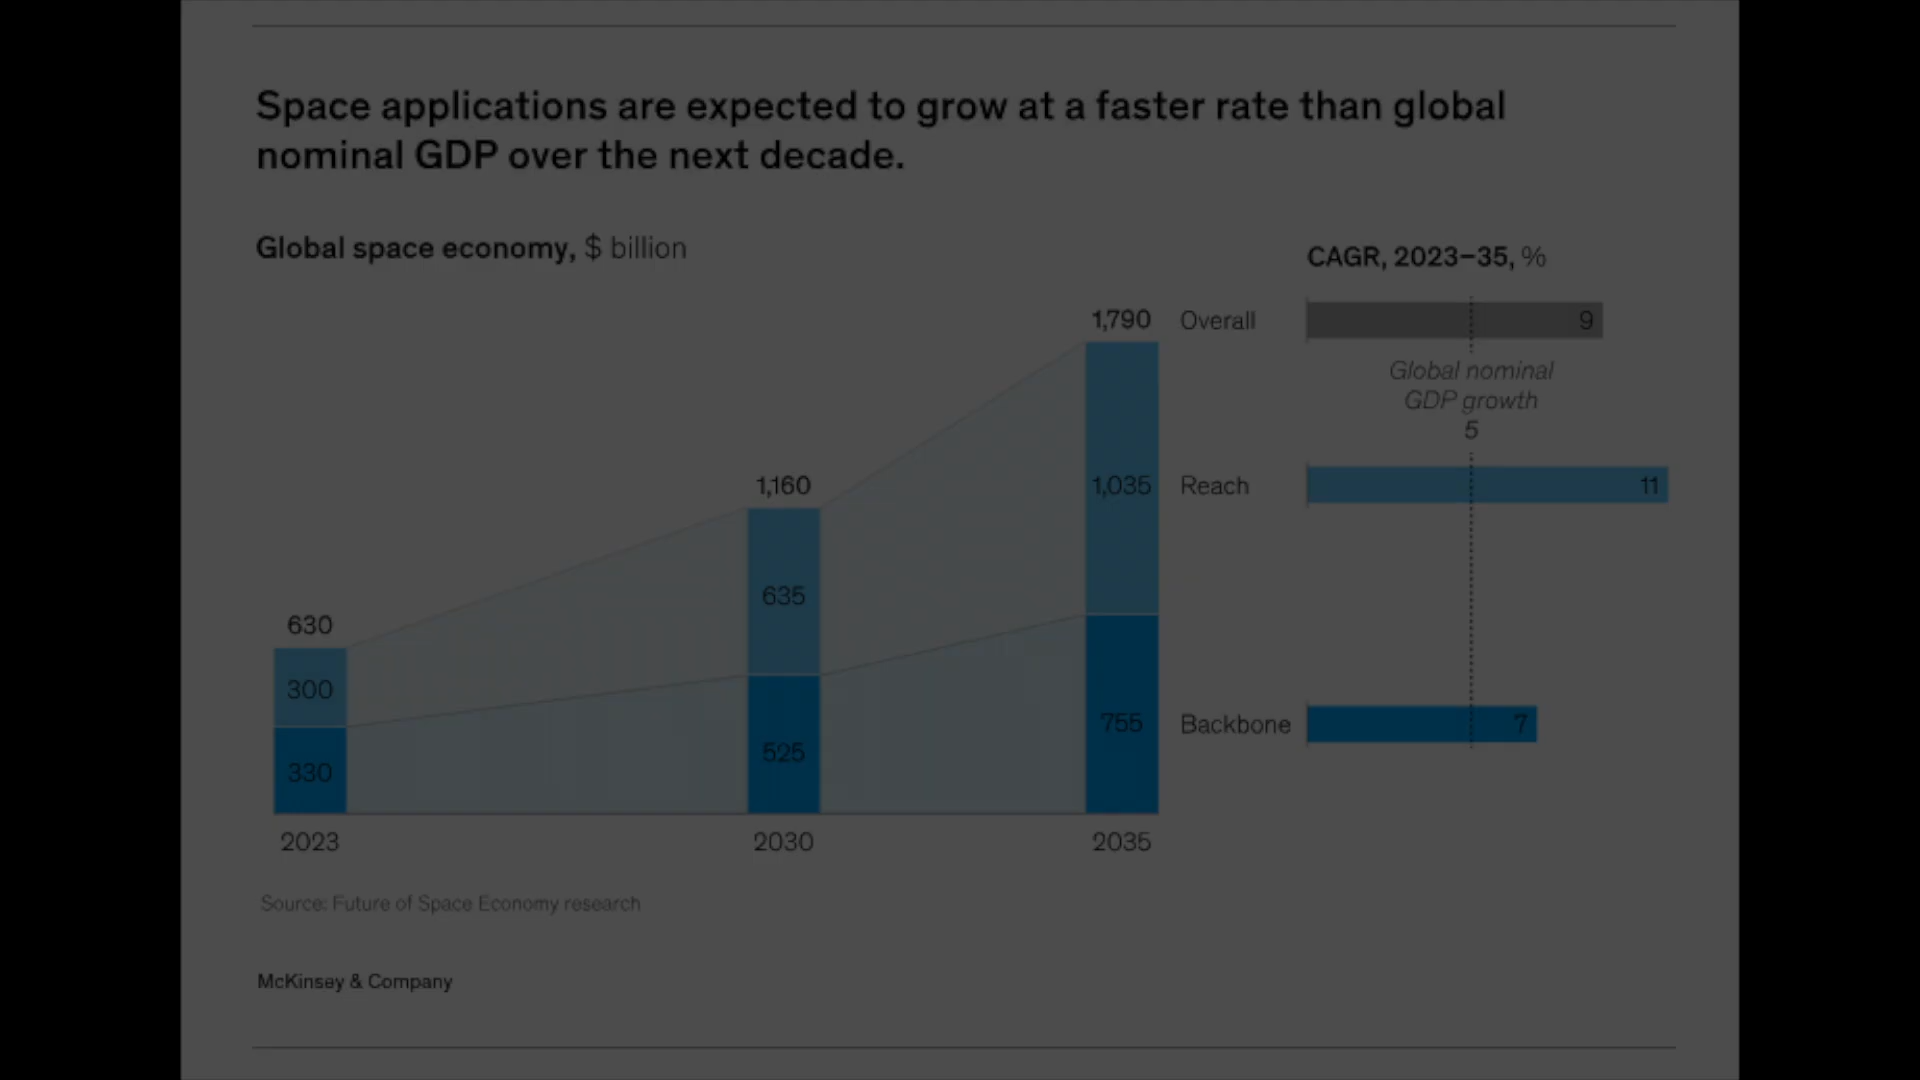 Space applications are expected to grow at a faster rate than global
nominal GDP over the next decade.
Global space economy, $ billion
CAGR, 2023–35, %
1,790
Overall
9
Global nominal
GDP growth
5
1,160
1,035
Reach
11
635
630
300
755
Backbone
7
525
330
2023
2030
2035
Source: Future of Space Economy research
McKinsey & Company